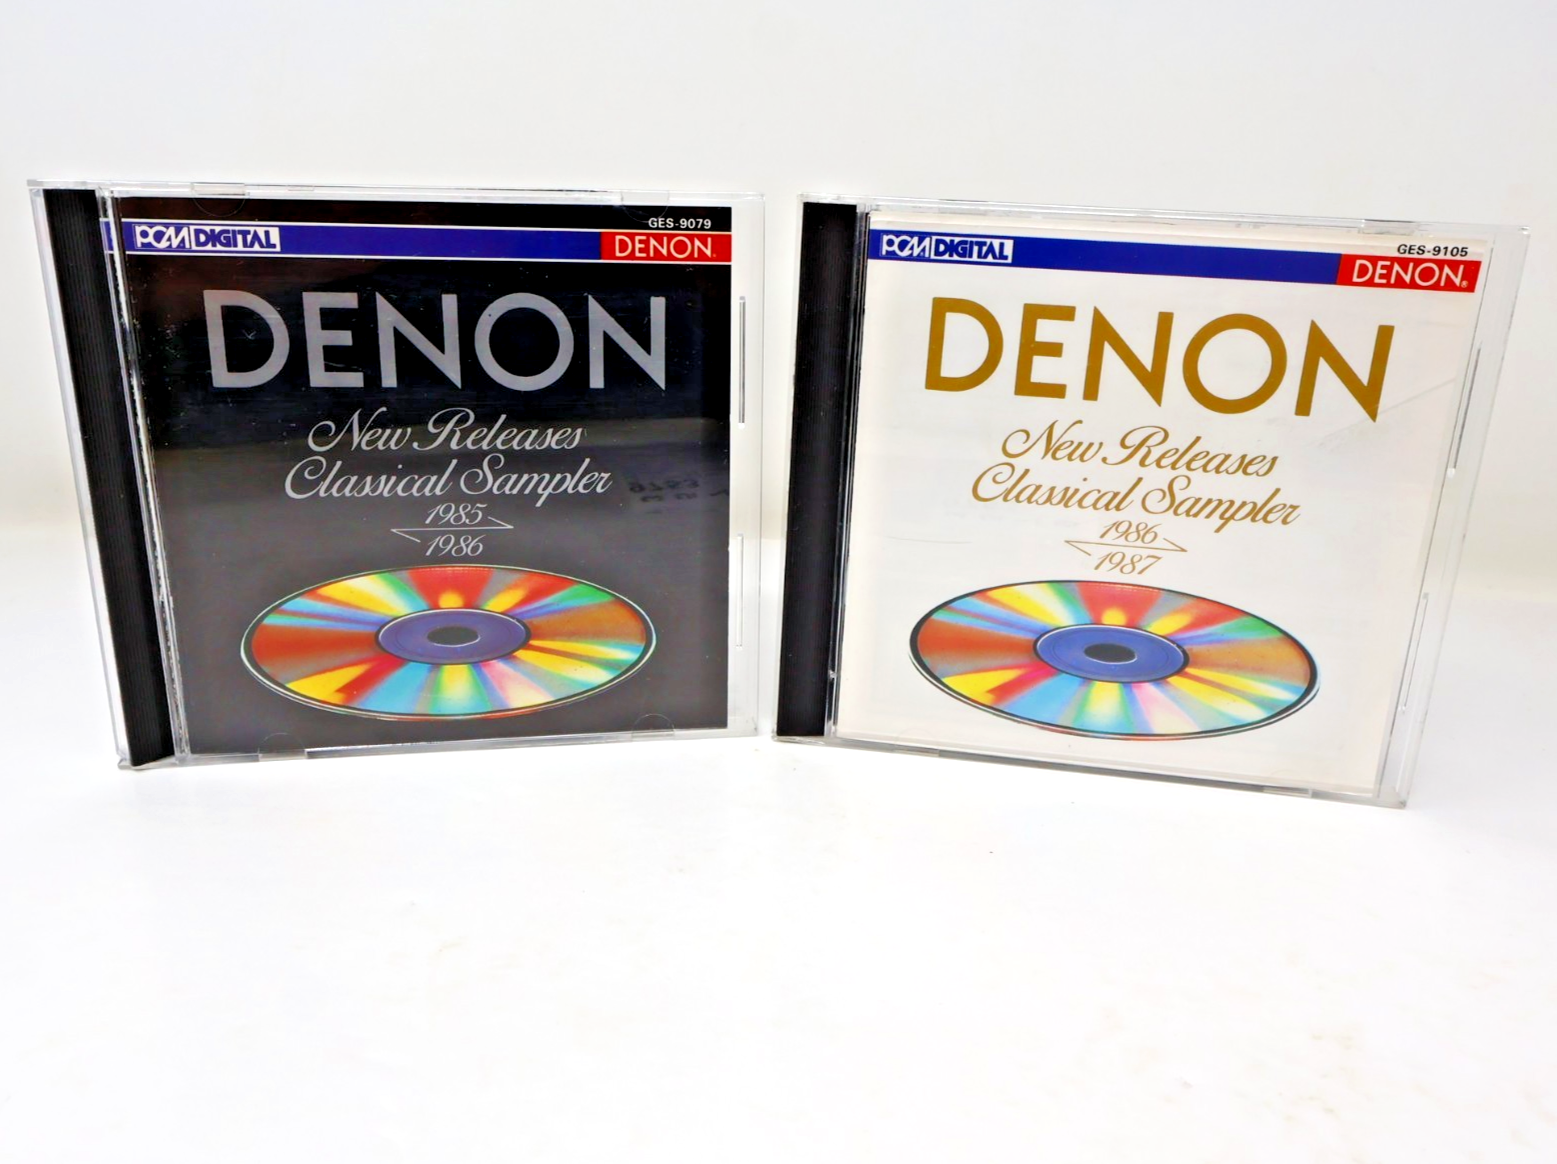 GES-9079
PCM DIGITAL
DENON
DENON
New Releases
Classical Sampler
1985
1986
GES-9105
PCM DIGITAL
DENON®
DENON
New Releases
Classical Sampler
1986
1987